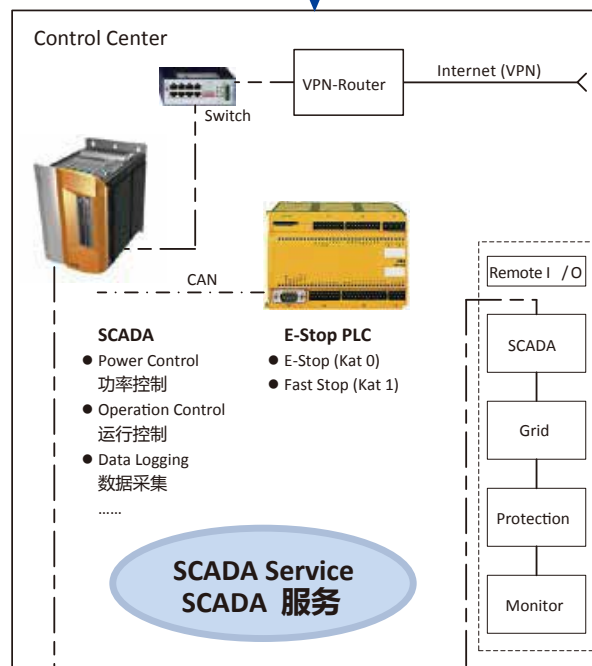 Control Center
Internet (VPN)
VPN-Router
Switch
CAN
Remote I /O
SCADA
● Power Control
功率控制
● Operation Control
运行控制
● Data Logging
数据采集
……
E-Stop PLC
● E-Stop (Kat 0)
● Fast Stop (Kat 1)
SCADA
Grid
Protection
Monitor
SCADA Service
SCADA 服务